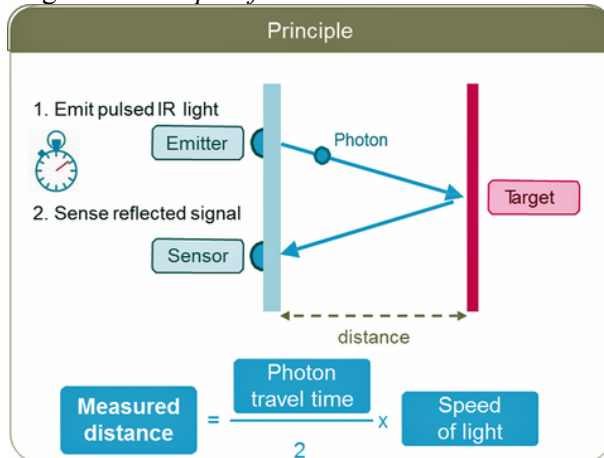 Principle
1. Emit pulsed IR light
Emitter
Photon
2. Sense reflected signal
Target
Sensor
distance
Measured
distance
=
Photon
travel time
2
x
Speed
of light